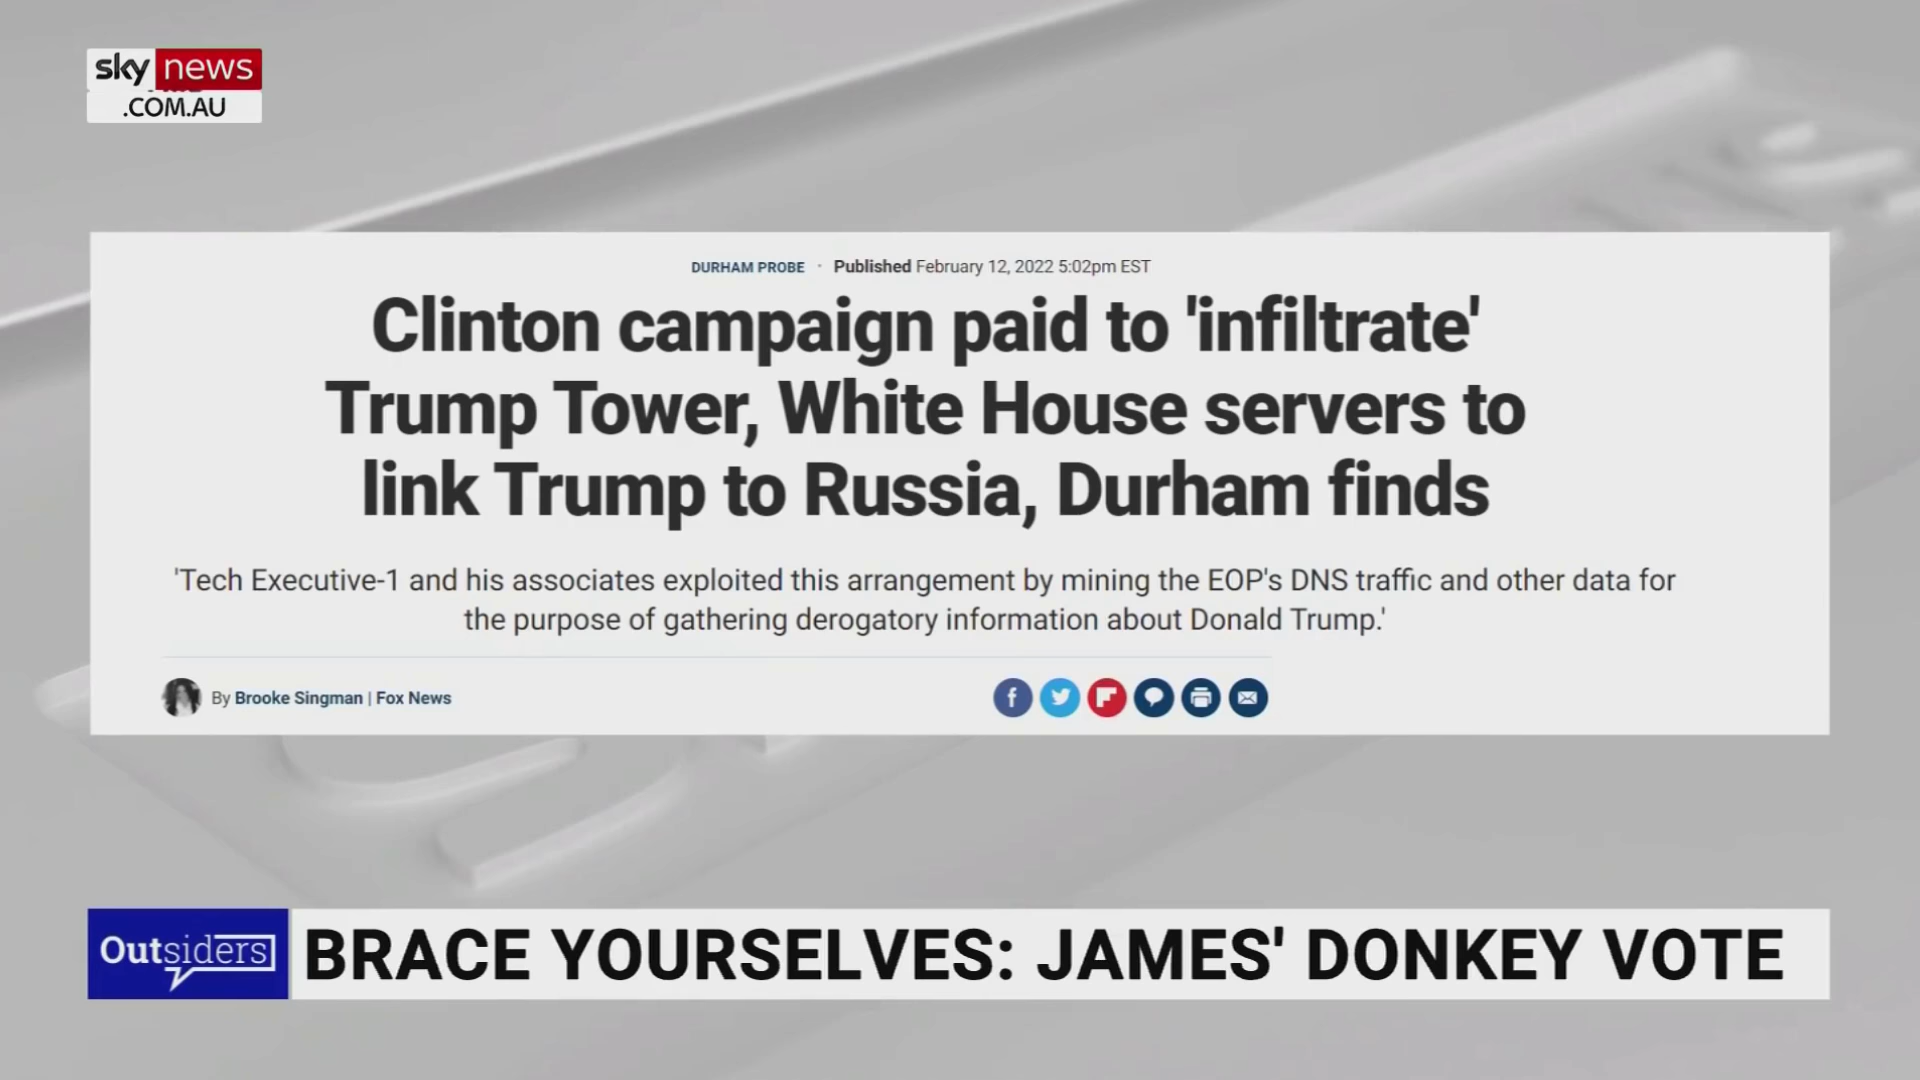 sky news
.COM.AU
DURHAM PROBE · Published February 12, 2022 5:02pm EST
Clinton campaign paid to 'infiltrate'
Trump Tower, White House servers to
link Trump to Russia, Durham finds
'Tech Executive-1 and his associates exploited this arrangement by mining the EOP's DNS traffic and other data for
the purpose of gathering derogatory information about Donald Trump.'
By Brooke Singman | Fox News
Outsiders
BRACE YOURSELVES: JAMES' DONKEY VOTE